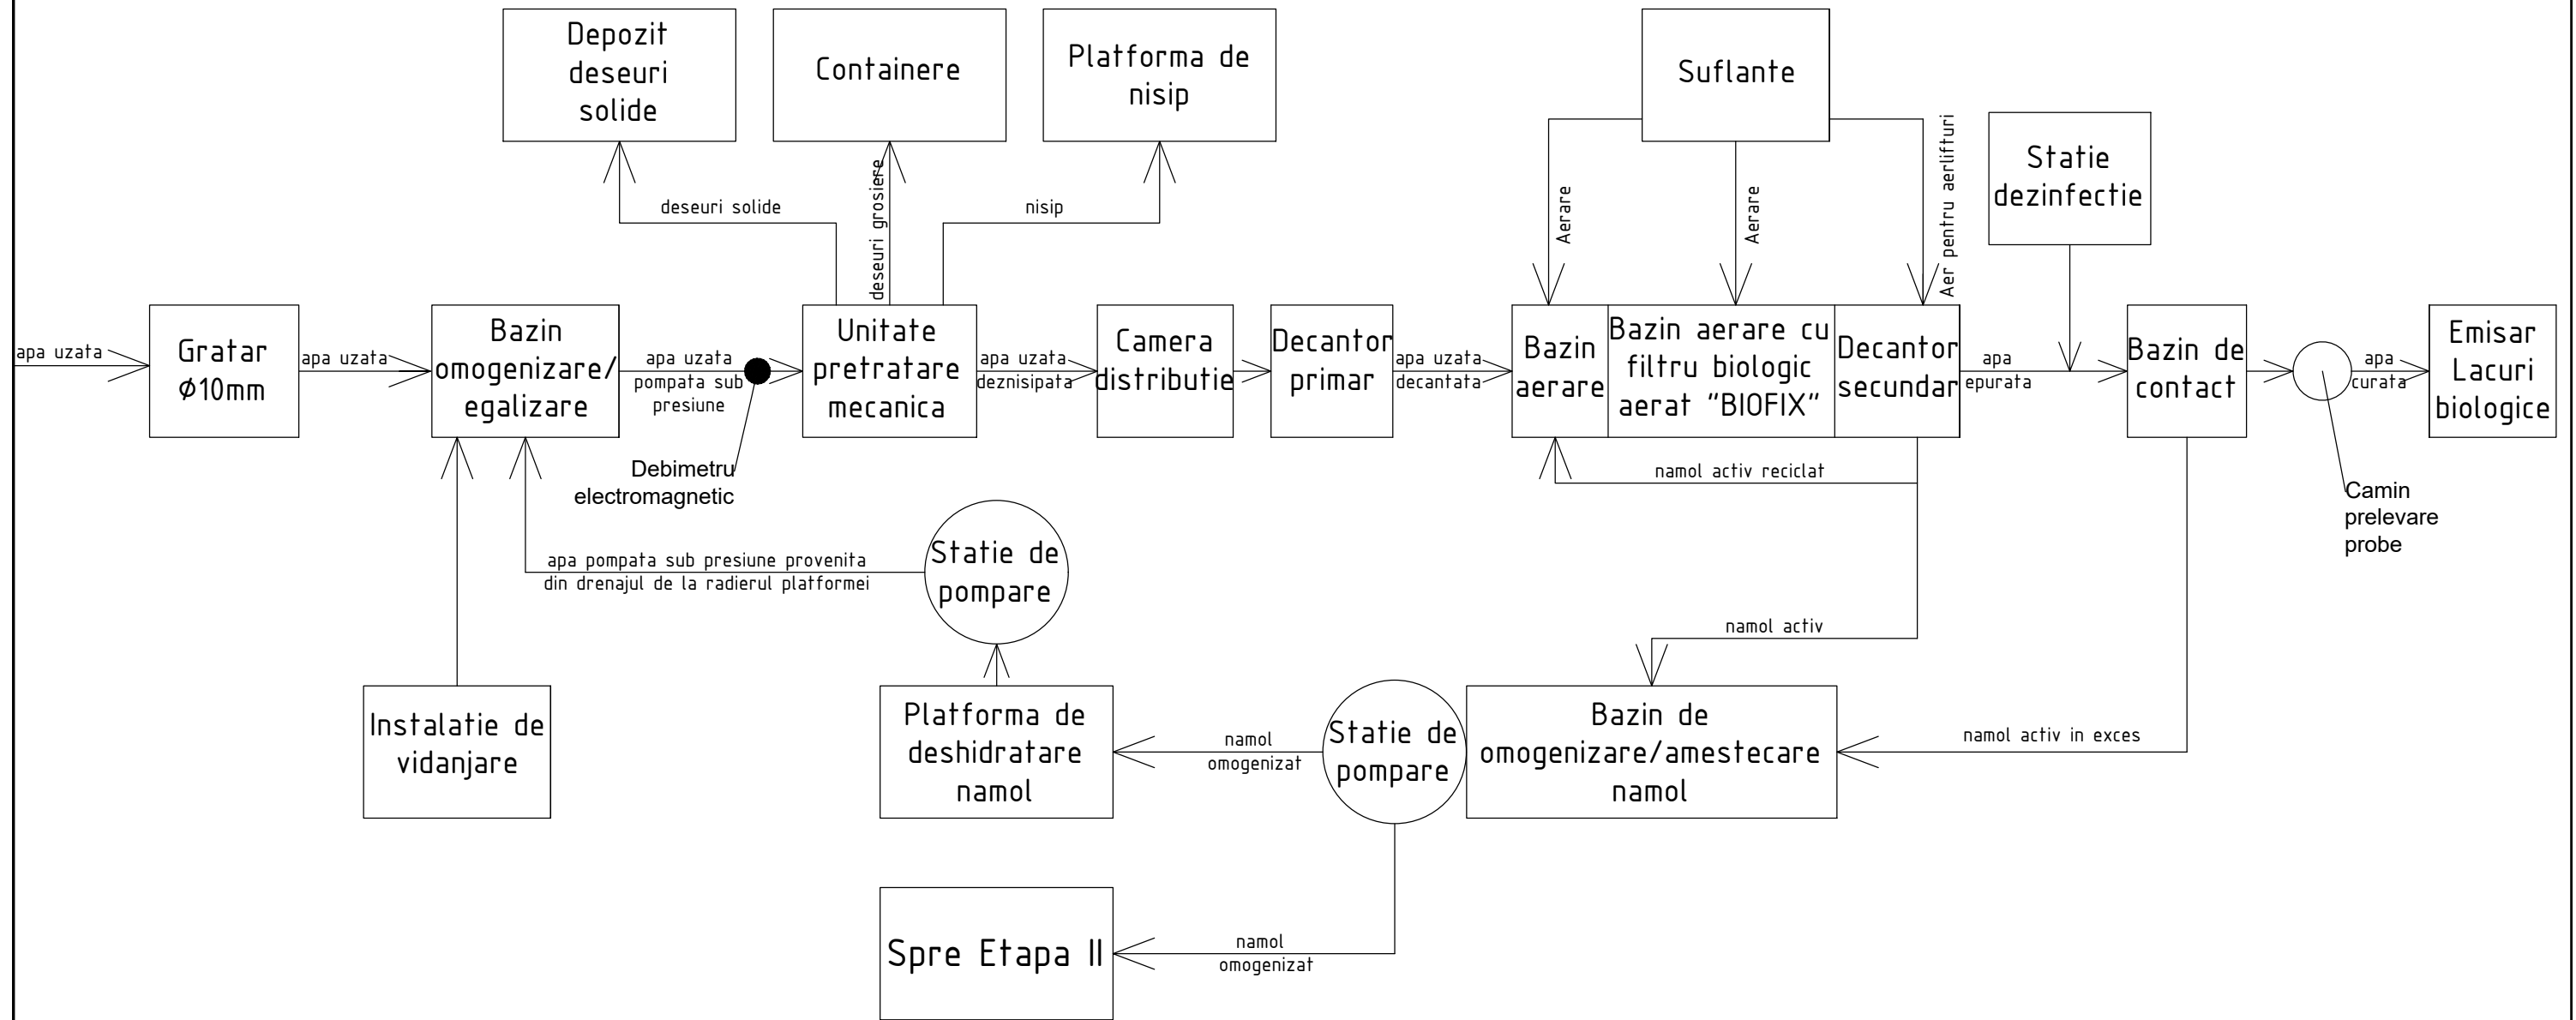 Depozit
deseuri
solide
Containere
Platforma de
nisip
Suflante
Statie
dezinfectie
deseuri solide
deseuri grosiere
nisip
Aerare
Aerare
Aer pentru aerlifturi
apa uzata
Gratar
Ø10mm
apa uzata
Bazin
omogenizare/
egalizare
apa uzata
pompata sub
presiune
Debimetru
electromagnetic
Unitate
pretratare
mecanica
apa uzata
deznisipata
Camera
distributie
Decantor
primar
apa uzata
decantata
Bazin
aerare
Bazin aerare cu
filtru biologic
aerat "BIOFIX"
Decantor
secundar
apa
epurata
Bazin de
contact
apa
curata
Emisar
Lacuri
biologice
Camin
prelevare
probe
namol activ reciclat
Statie de
pompare
apa pompata sub presiune provenita
din drenajul de la radierul platformei
namol activ
Instalatie de
vidanjare
Platforma de
deshidratare
namol
namol
omogenizat
Statie de
pompare
Bazin de
omogenizare/amestecare
namol
namol activ in exces
Spre Etapa II
namol
omogenizat